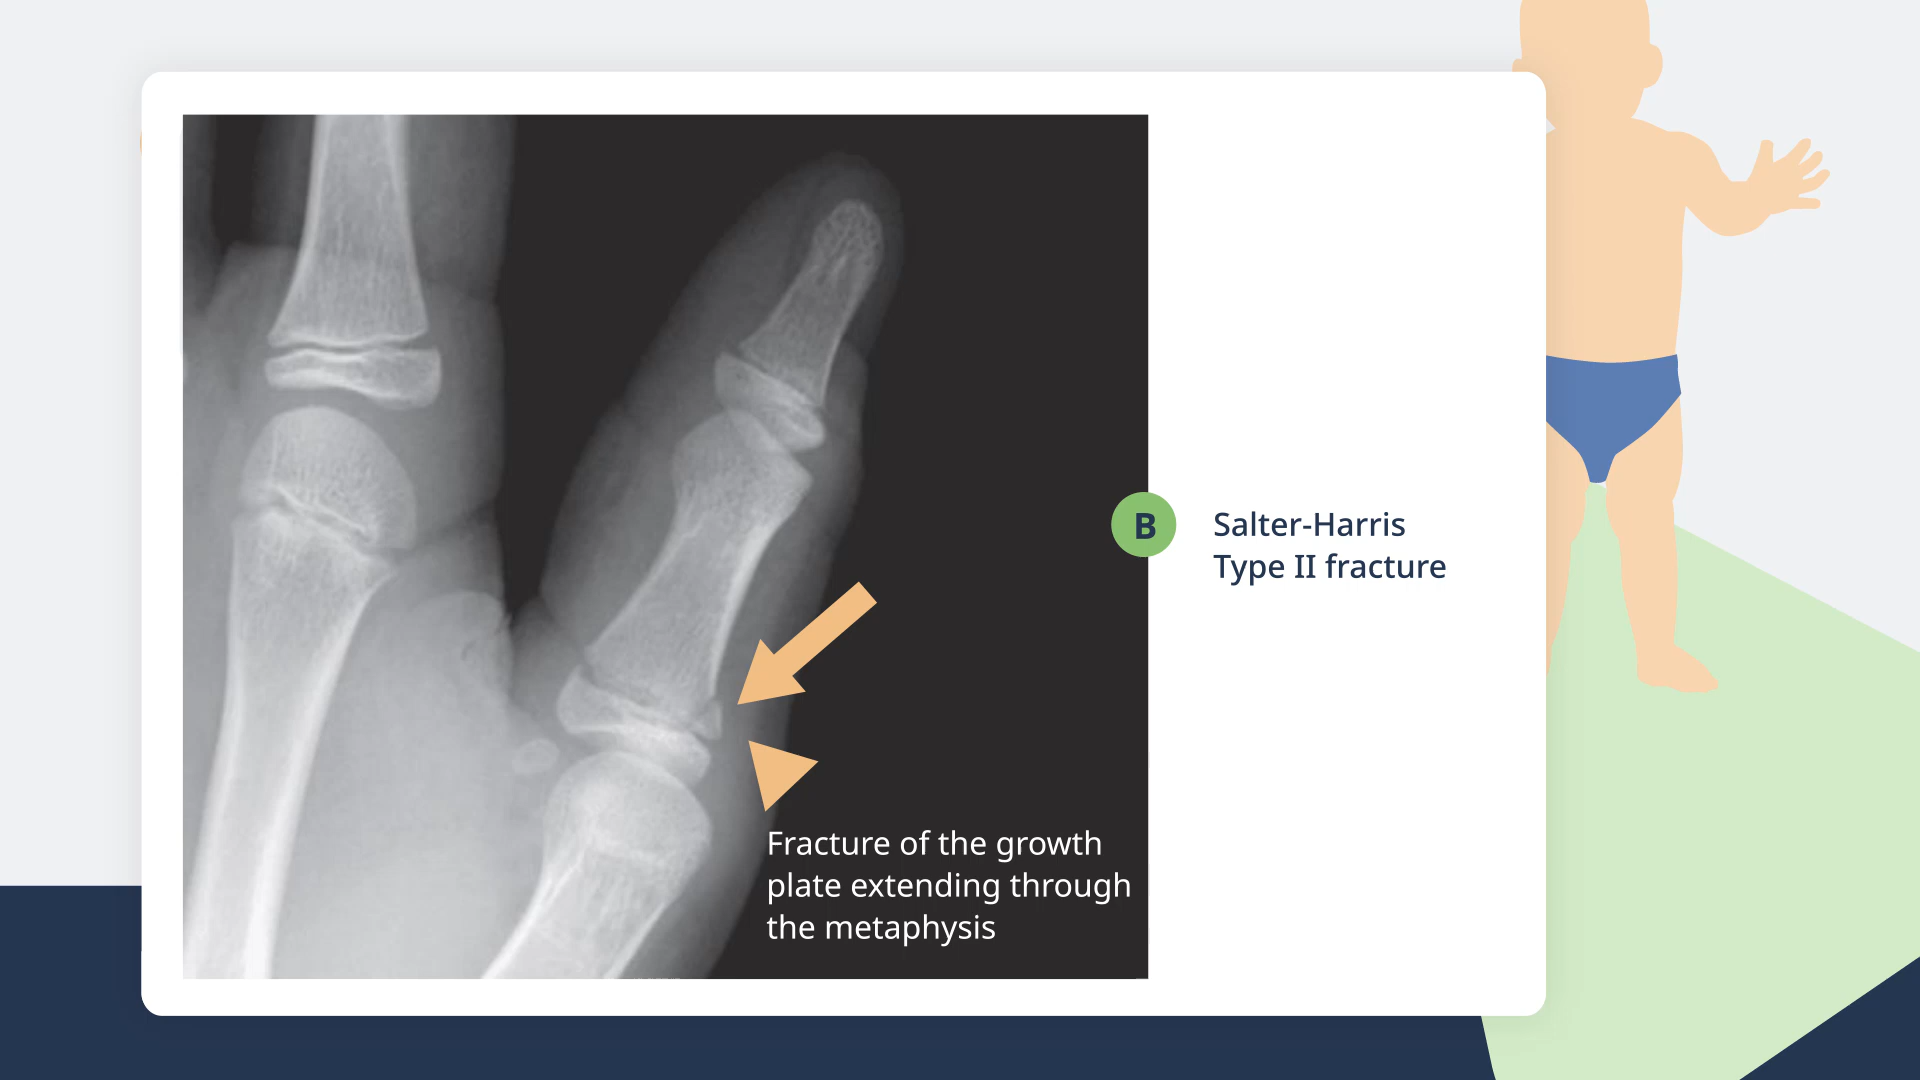 B
Salter-Harris
Type II fracture
Fracture of the growth
plate extending through
the metaphysis